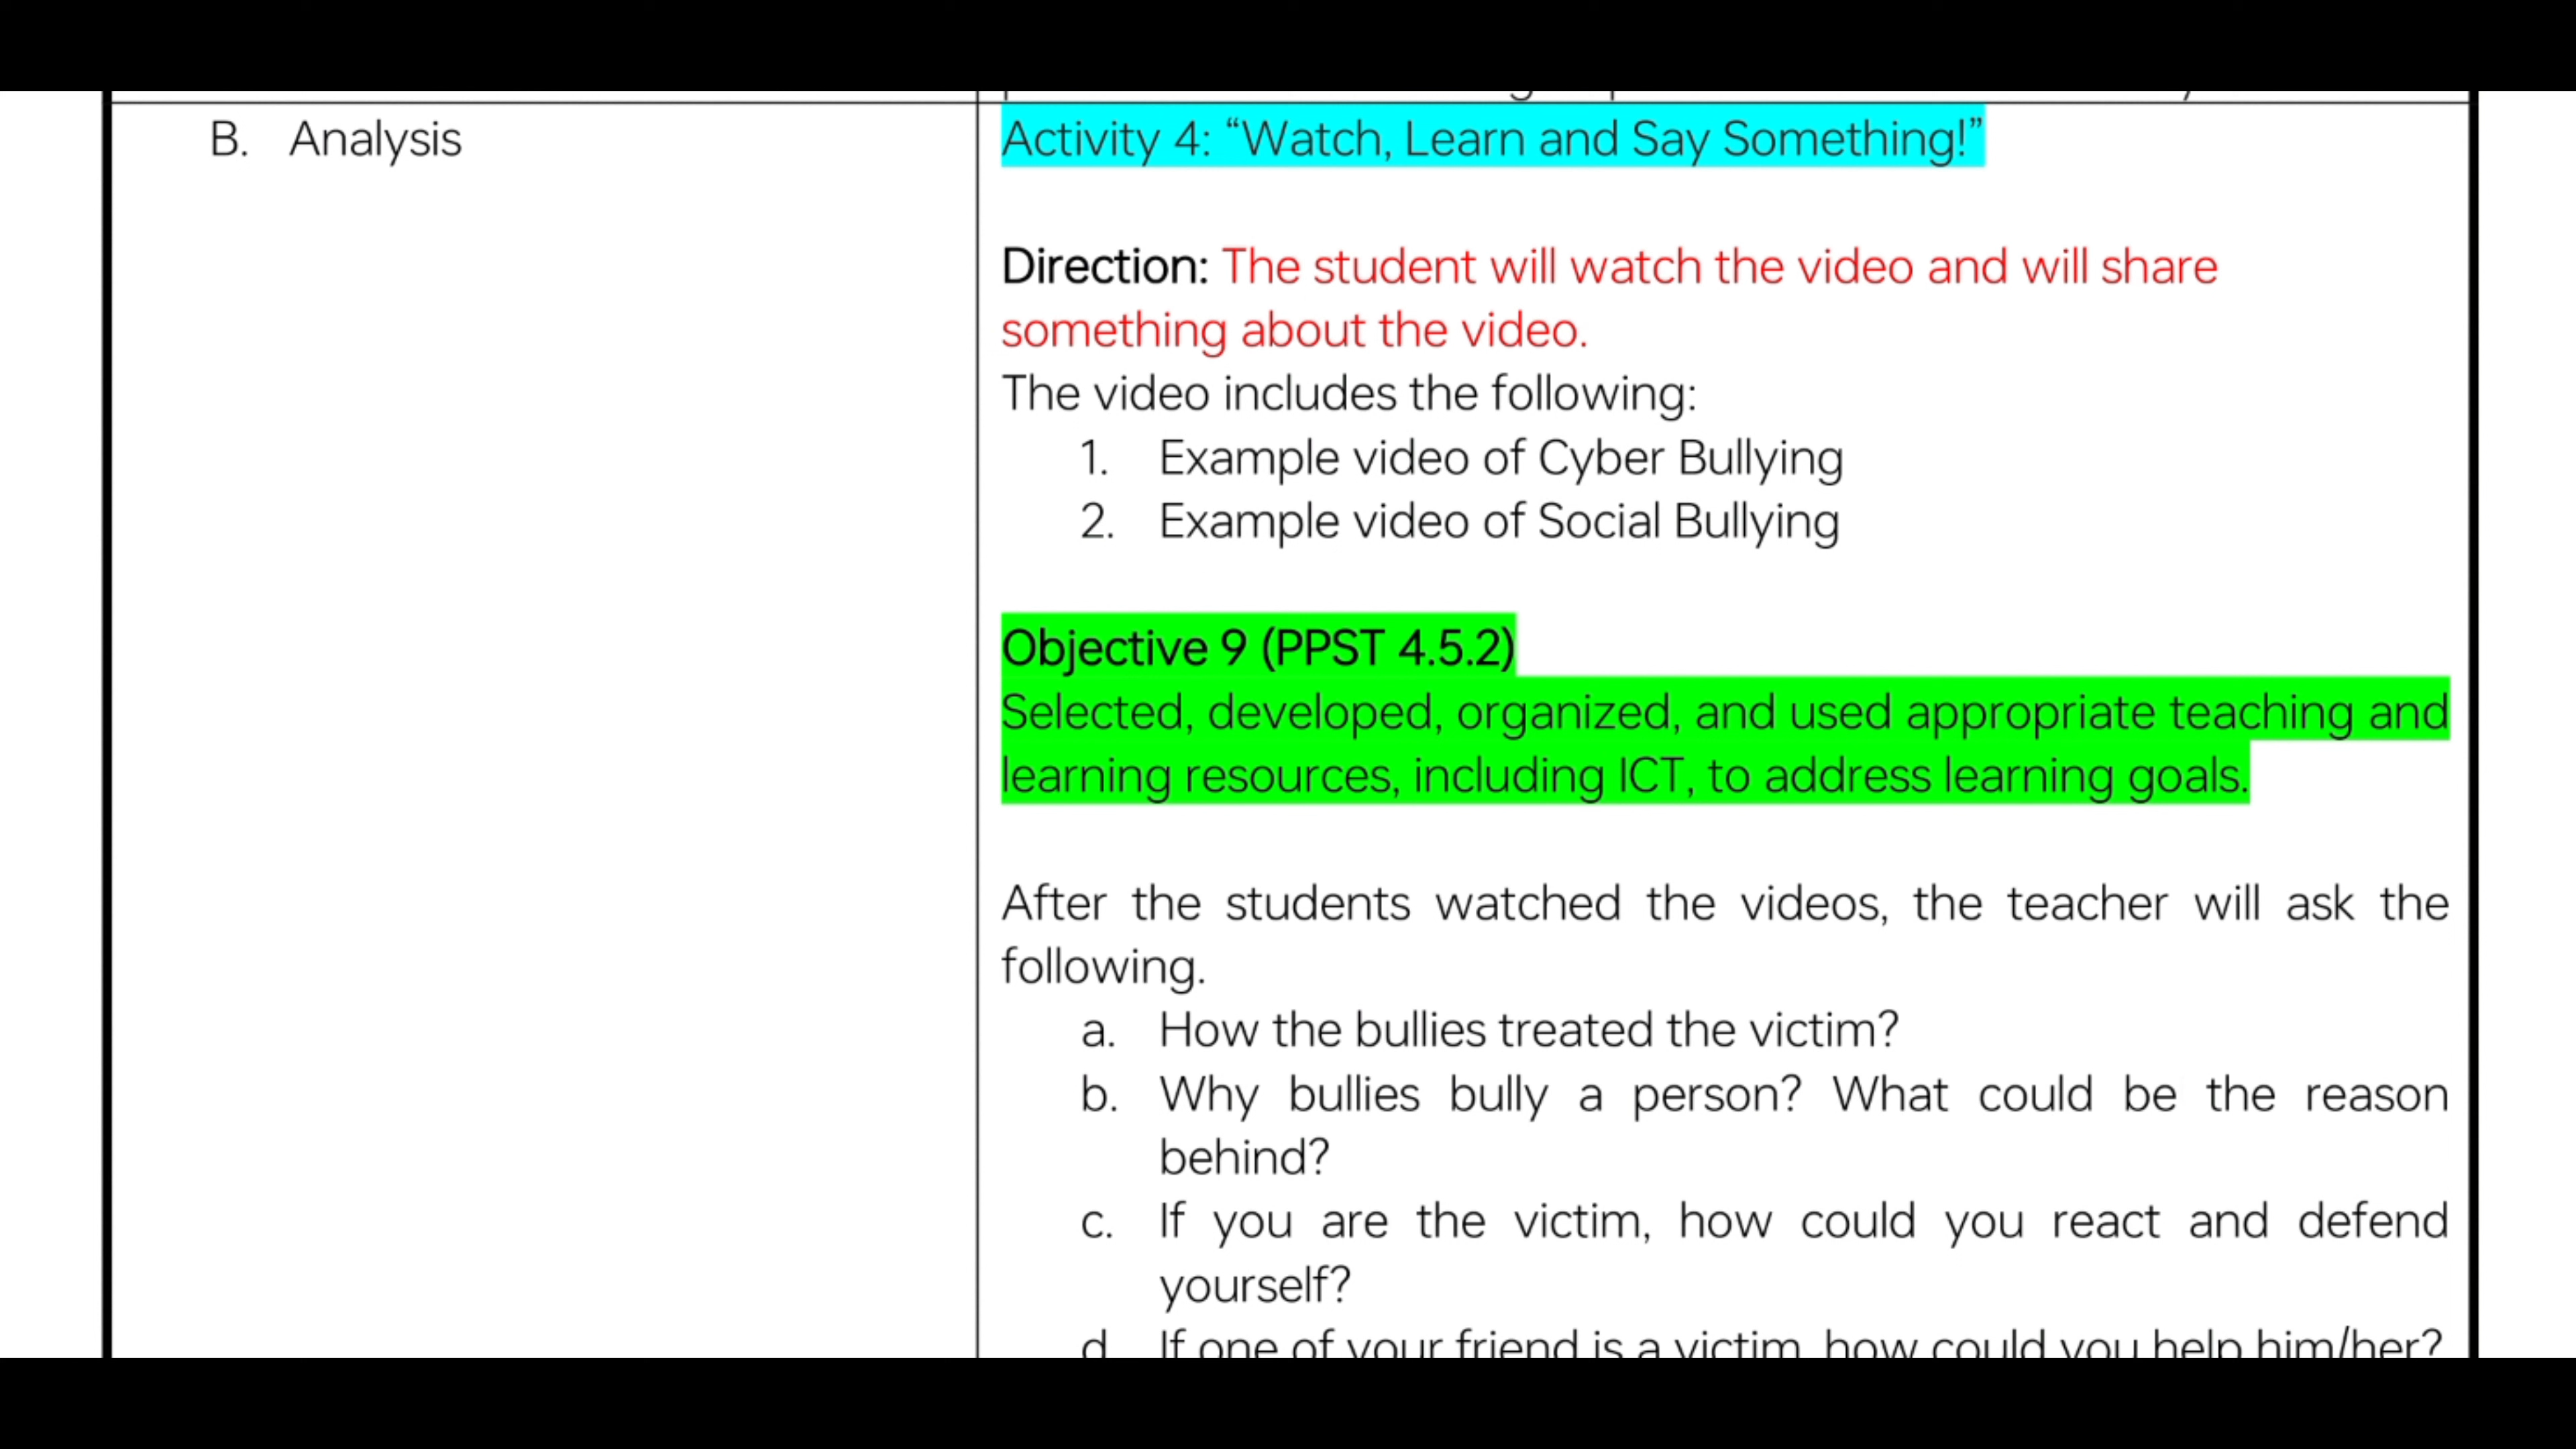 B. Analysis
Activity 4: “Watch, Learn and Say Something!”
Direction: The student will watch the video and will share
something about the video.
The video includes the following:
1. Example video of Cyber Bullying
2. Example video of Social Bullying
Objective 9 (PPST 4.5.2)
Selected, developed, organized, and used appropriate teaching and
learning resources, including ICT, to address learning goals.
After the students watched the videos, the teacher will ask the
following.
a. How the bullies treated the victim?
b. Why bullies bully a person? What could be the reason
behind?
c. If you are the victim, how could you react and defend
yourself?
d. If one of your friend is a victim, how could you help him/her?